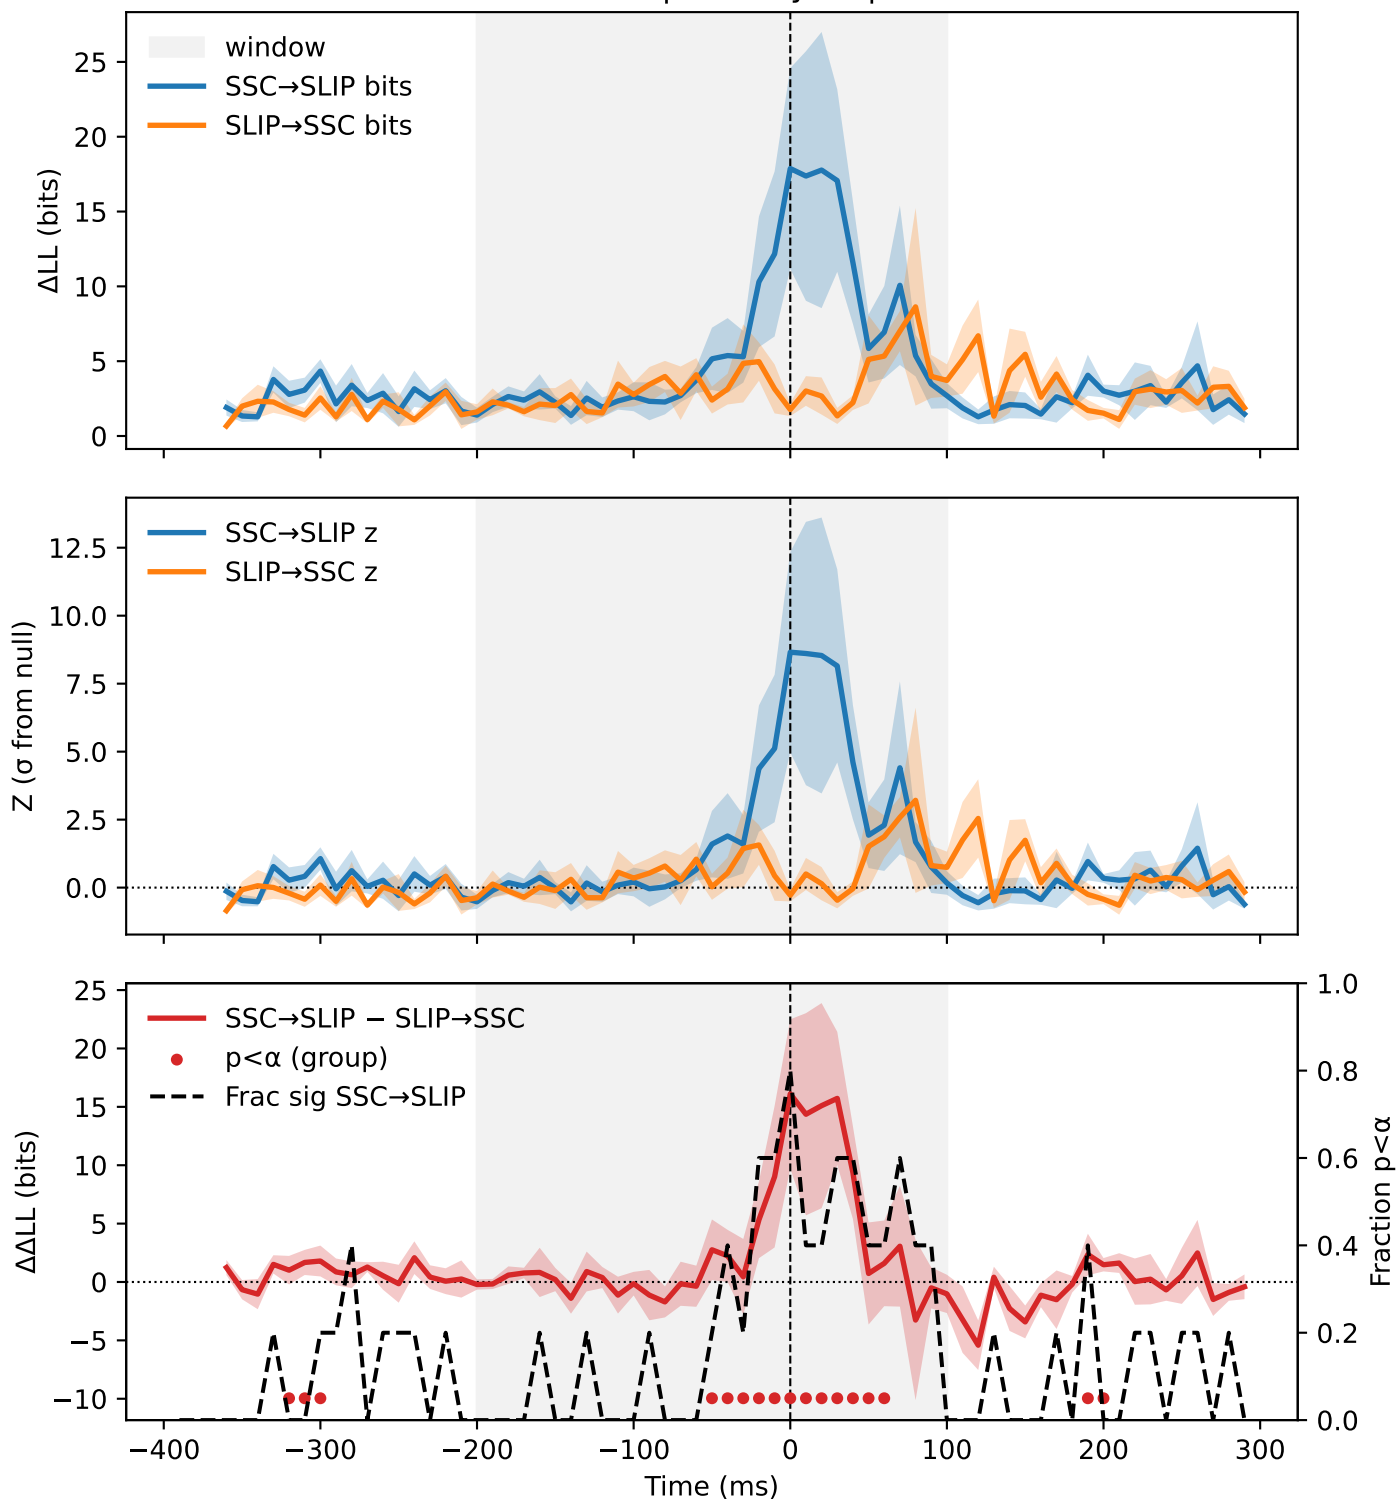 window
SSC→SLIP bits
SLIP→SSC bits
ΔLL (bits)
25
20
15
10
5
0
SSC→SLIP z
SLIP→SSC z
Z (σ from null)
12.5
10.0
7.5
5.0
2.5
0.0
SSC→SLIP − SLIP→SSC
p<α (group)
Frac sig SSC→SLIP
ΔΔLL (bits)
25
20
15
10
5
0
−5
−10
1.0
0.8
0.6
0.4
0.2
0.0
Fraction p<α
−400 −300 −200 −100 0 100 200 300
Time (ms)